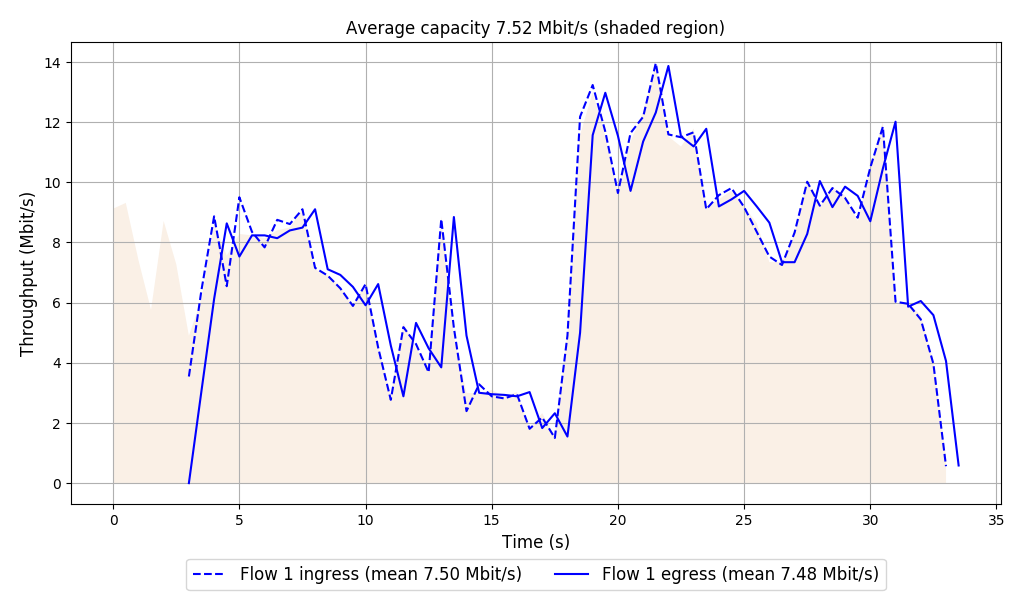 Average capacity 7.52 Mbit/s (shaded region)
Throughput (Mbit/s)
14
12
10
8
6
4
2
0
0 5 10 15 20 25 30 35
Time (s)
Flow 1 ingress (mean 7.50 Mbit/s) Flow 1 egress (mean 7.48 Mbit/s)